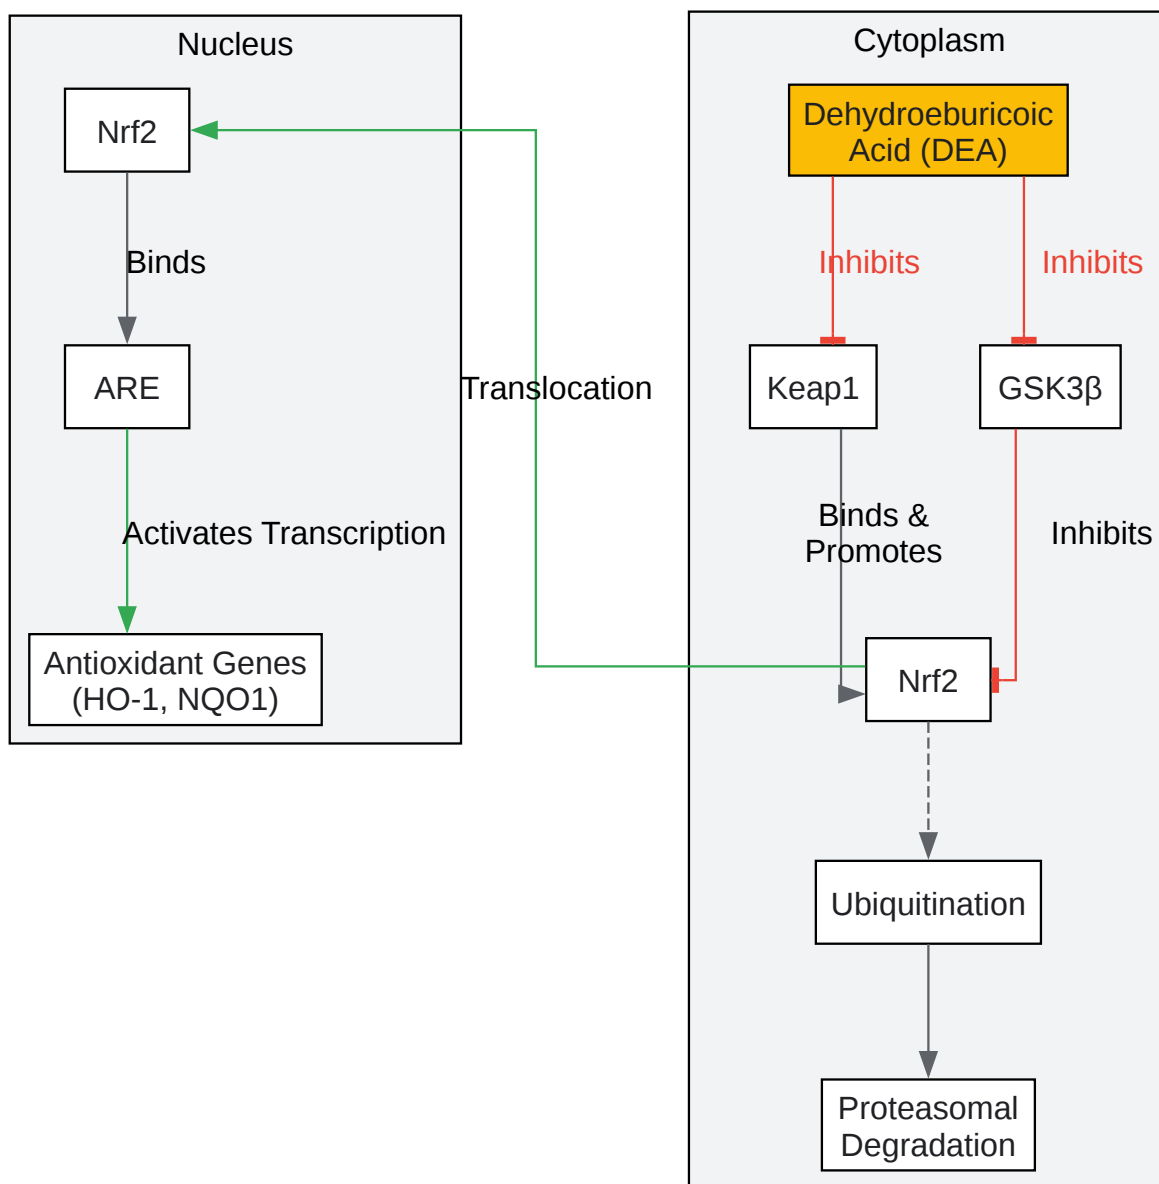 Nucleus
Nrf2
Binds
ARE
Activates Transcription
Antioxidant Genes
(HO-1, NQO1)
Translocation
Cytoplasm
Dehydroeburicoic
Acid (DEA)
Inhibits
Inhibits
Keap1
GSK3β
Binds &
Promotes
Inhibits
Nrf2
Ubiquitination
Proteasomal
Degradation